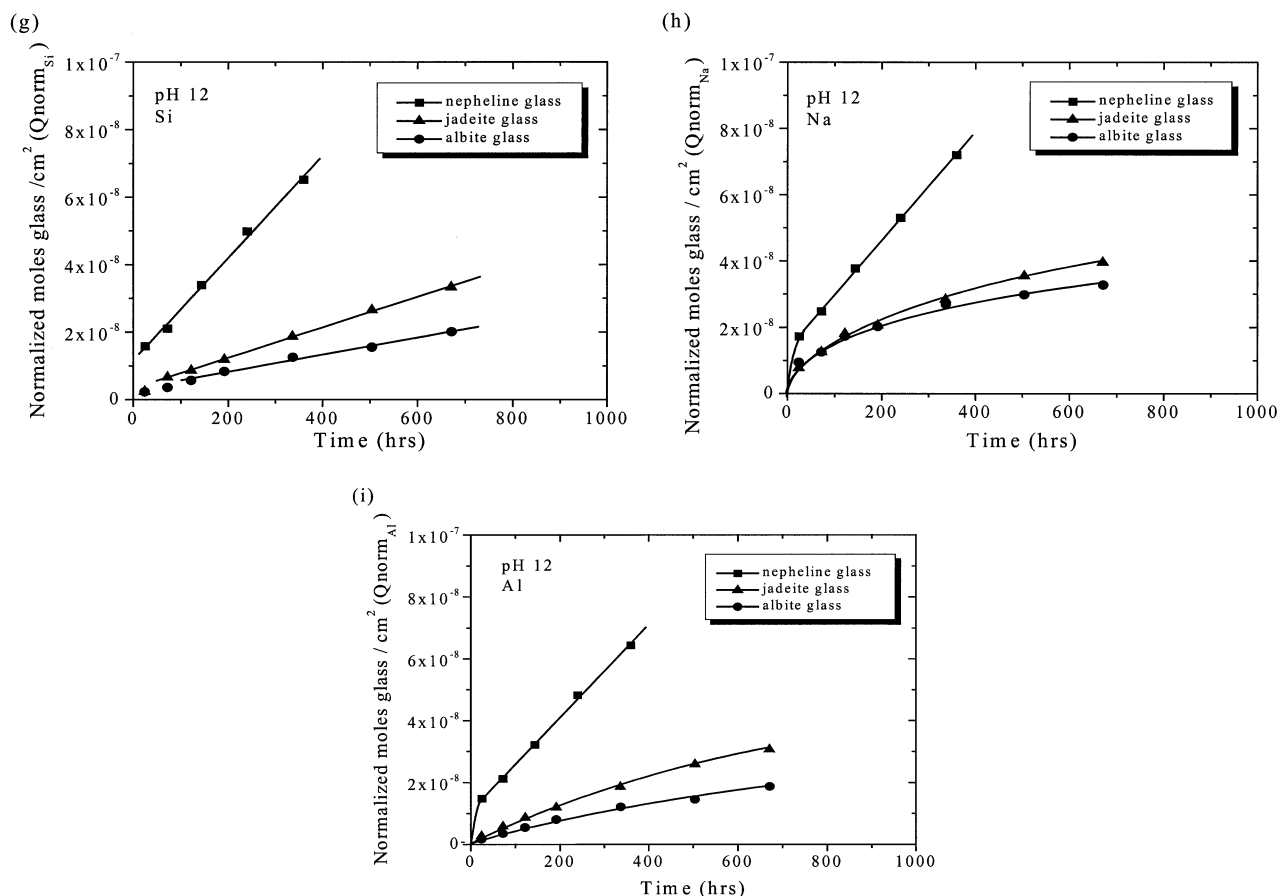 (g)
Normalized moles glass /cm² (Qnorm_Si)
1x10⁻⁷
8x10⁻⁸
6x10⁻⁸
4x10⁻⁸
2x10⁻⁸
0
pH 12
Si
nepheline glass
jadeite glass
albite glass
0 200 400 600 800 1000
Time (hrs)
(h)
Normalized moles glass / cm² (Qnorm_Na)
1x10⁻⁷
8x10⁻⁸
6x10⁻⁸
4x10⁻⁸
2x10⁻⁸
0
pH 12
Na
nepheline glass
jadeite glass
albite glass
0 200 400 600 800 1000
Time (hrs)
(i)
Normalized moles glass / cm² (Qnorm_Al)
1x10⁻⁷
8x10⁻⁸
6x10⁻⁸
4x10⁻⁸
2x10⁻⁸
0
pH 12
Al
nepheline glass
jadeite glass
albite glass
0 200 400 600 800 1000
Time (hrs)